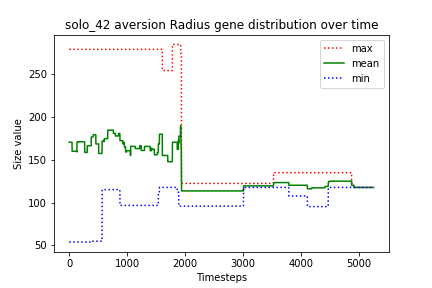 solo_42 aversion Radius gene distribution over time
max
mean
min
Size value
250
200
150
100
50
0
1000
2000
3000
4000
5000
Timesteps